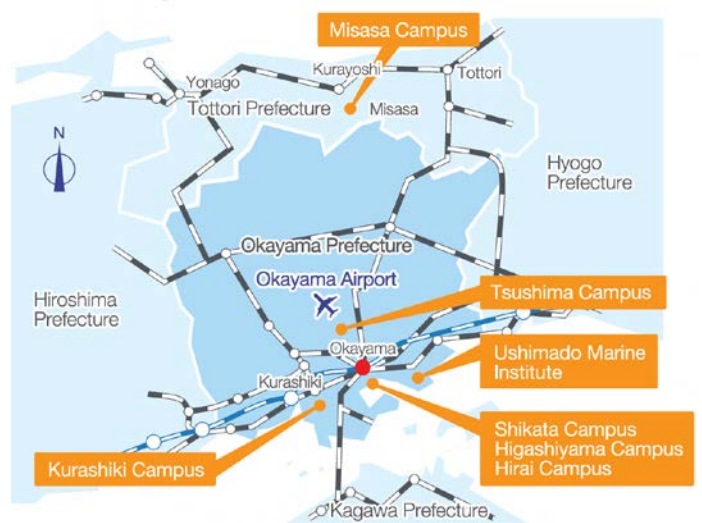 Misasa Campus
Kurayoshi
Tottori
Yonago
Tottori Prefecture
Misasa
N
Hyogo
Prefecture
Okayama Prefecture
Okayama Airport
Tsushima Campus
Hiroshima
Prefecture
Okayama
Ushimado Marine
Institute
Kurashiki
Shikata Campus
Higashiyama Campus
Hirai Campus
Kurashiki Campus
Kagawa Prefecture